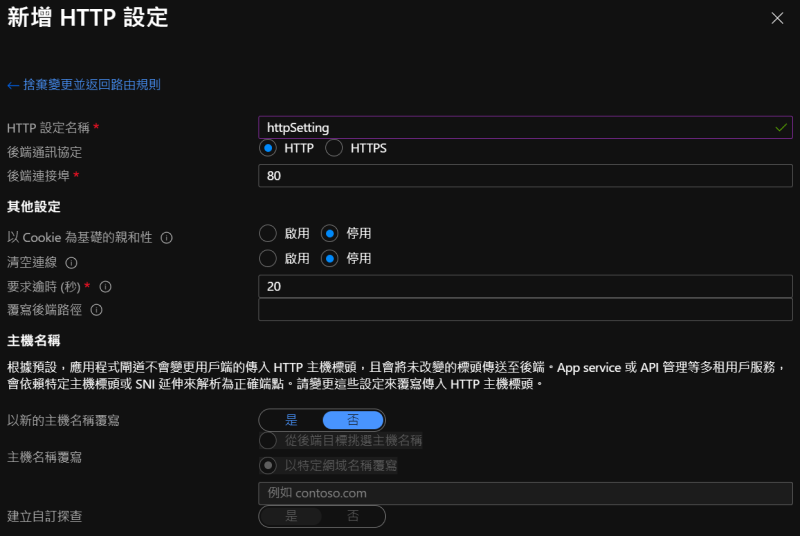 新增 HTTP 設定
← 捨棄變更並返回路由規則
HTTP 設定名稱 * httpSetting
後端通訊協定 HTTP HTTPS
後端連接埠 * 80
其他設定
以 Cookie 為基礎的親和性 啟用 停用
清空連線 啟用 停用
要求逾時 (秒) * 20
覆寫後端路徑
主機名稱
根據預設，應用程式閘道不會變更用戶端的傳入 HTTP 主機標頭，且會將未改變的標頭傳送至後端。App service 或 API 管理等多租用戶服務，
會依賴特定主機標頭或 SNI 延伸來解析為正確端點。請變更這些設定來覆寫傳入 HTTP 主機標頭。
以新的主機名稱覆寫 是 否
從後端目標挑選主機名稱
主機名稱覆寫
以特定網域名稱覆寫
例如 contoso.com
建立自訂探查 是 否